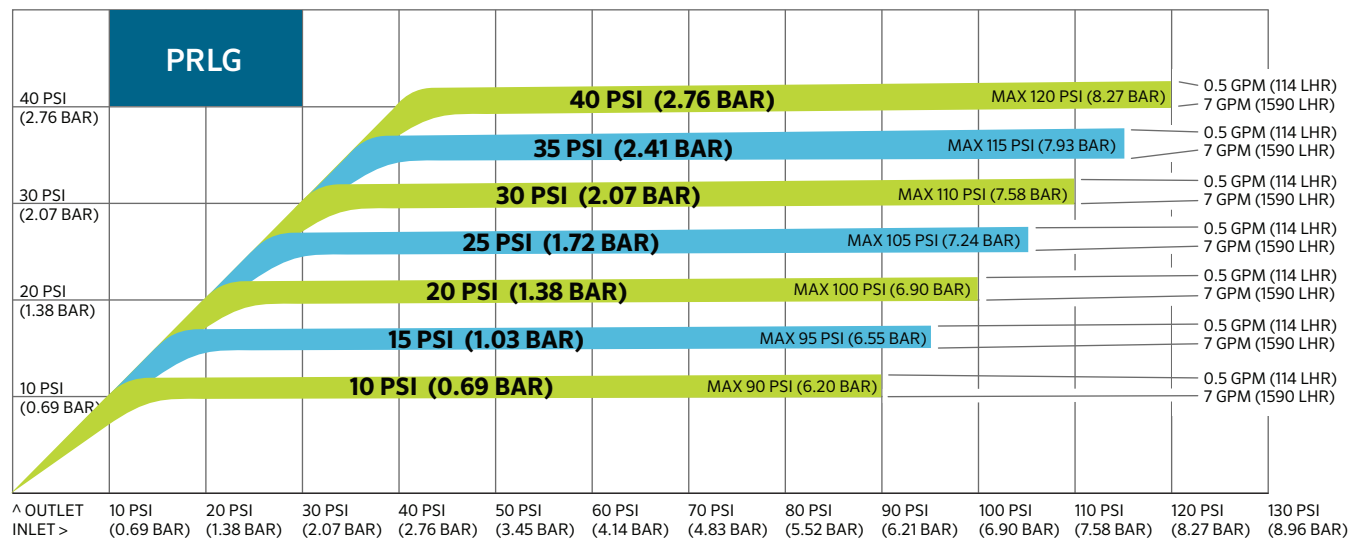 PRLG
40 PSI
(2.76 BAR)
40 PSI (2.76 BAR)
MAX 120 PSI (8.27 BAR)
0.5 GPM (114 LHR)
7 GPM (1590 LHR)
35 PSI (2.41 BAR)
MAX 115 PSI (7.93 BAR)
0.5 GPM (114 LHR)
7 GPM (1590 LHR)
30 PSI
(2.07 BAR)
30 PSI (2.07 BAR)
MAX 110 PSI (7.58 BAR)
0.5 GPM (114 LHR)
7 GPM (1590 LHR)
25 PSI (1.72 BAR)
MAX 105 PSI (7.24 BAR)
0.5 GPM (114 LHR)
7 GPM (1590 LHR)
20 PSI
(1.38 BAR)
20 PSI (1.38 BAR)
MAX 100 PSI (6.90 BAR)
0.5 GPM (114 LHR)
7 GPM (1590 LHR)
15 PSI (1.03 BAR)
MAX 95 PSI (6.55 BAR)
0.5 GPM (114 LHR)
7 GPM (1590 LHR)
10 PSI
(0.69 BAR)
10 PSI (0.69 BAR)
MAX 90 PSI (6.20 BAR)
0.5 GPM (114 LHR)
7 GPM (1590 LHR)
^ OUTLET
INLET >
10 PSI
(0.69 BAR)
20 PSI
(1.38 BAR)
30 PSI
(2.07 BAR)
40 PSI
(2.76 BAR)
50 PSI
(3.45 BAR)
60 PSI
(4.14 BAR)
70 PSI
(4.83 BAR)
80 PSI
(5.52 BAR)
90 PSI
(6.21 BAR)
100 PSI
(6.90 BAR)
110 PSI
(7.58 BAR)
120 PSI
(8.27 BAR)
130 PSI
(8.96 BAR)